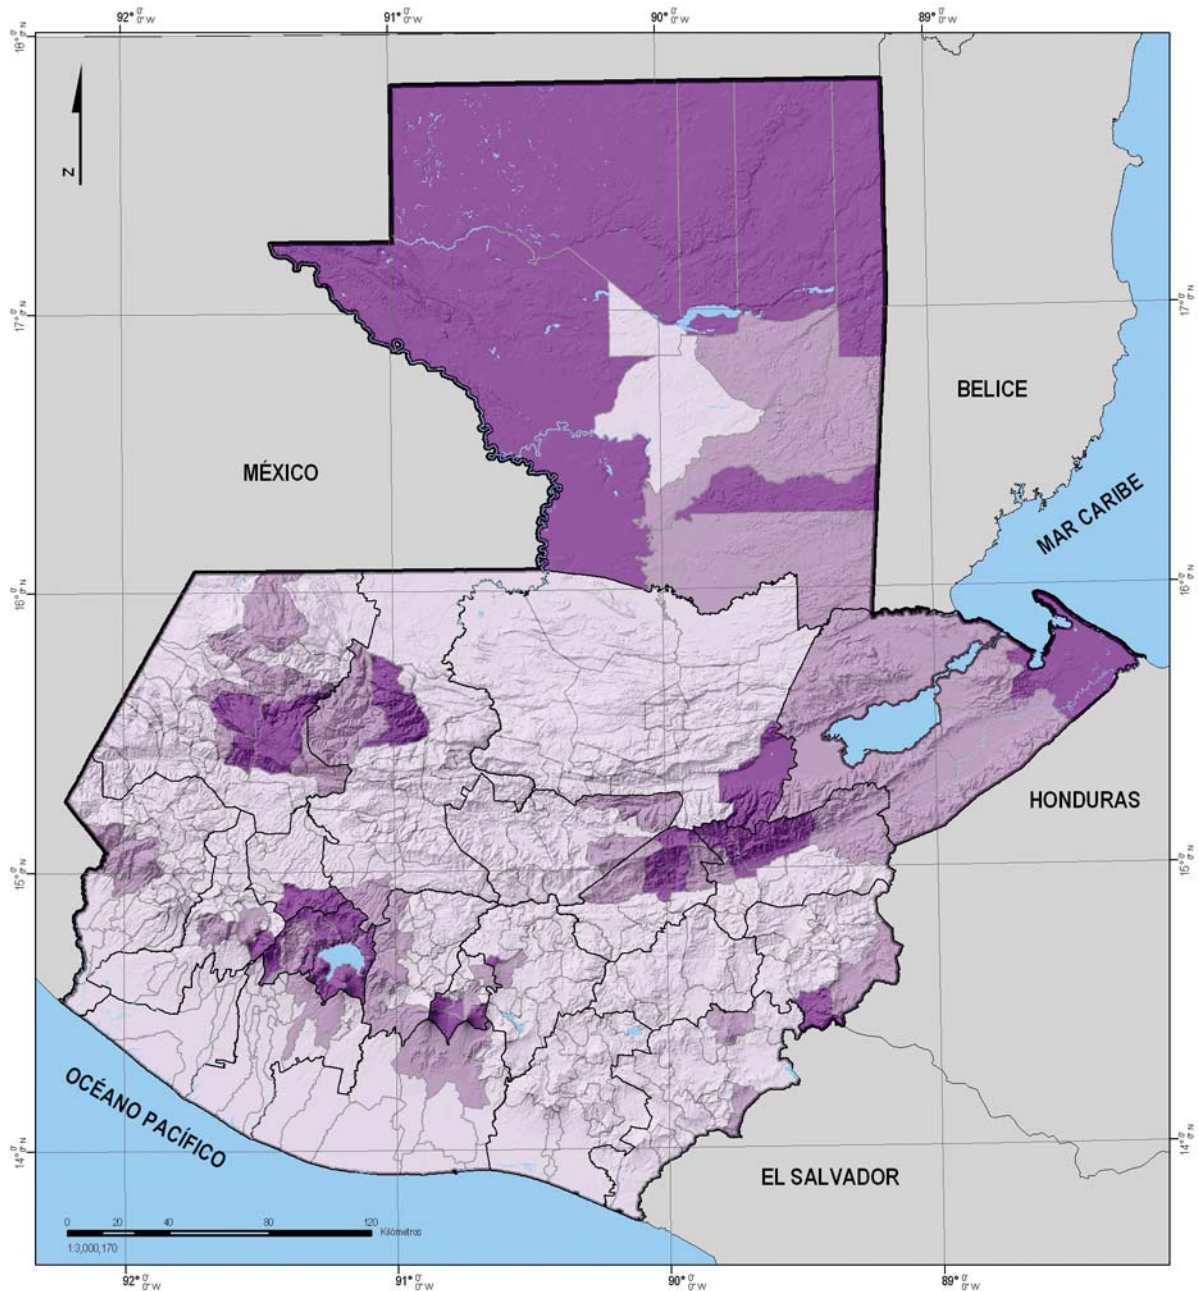 92° 0' 0" W
91° 0' 0" W
90° 0' 0" W
89° 0' 0" W
18° 0' 0" N
N
17° 0' 0" N
17° 0' 0" N
BELICE
MÉXICO
MAR CARIBE
16° 0' 0" N
16° 0' 0" N
HONDURAS
15° 0' 0" N
15° 0' 0" N
OCÉANO PACÍFICO
14° 0' 0" N
14° 0' 0" N
EL SALVADOR
0 20 40 80 120
Kilómetros
1:3,000,170
92° 0' 0" W
91° 0' 0" W
90° 0' 0" W
89° 0' 0" W